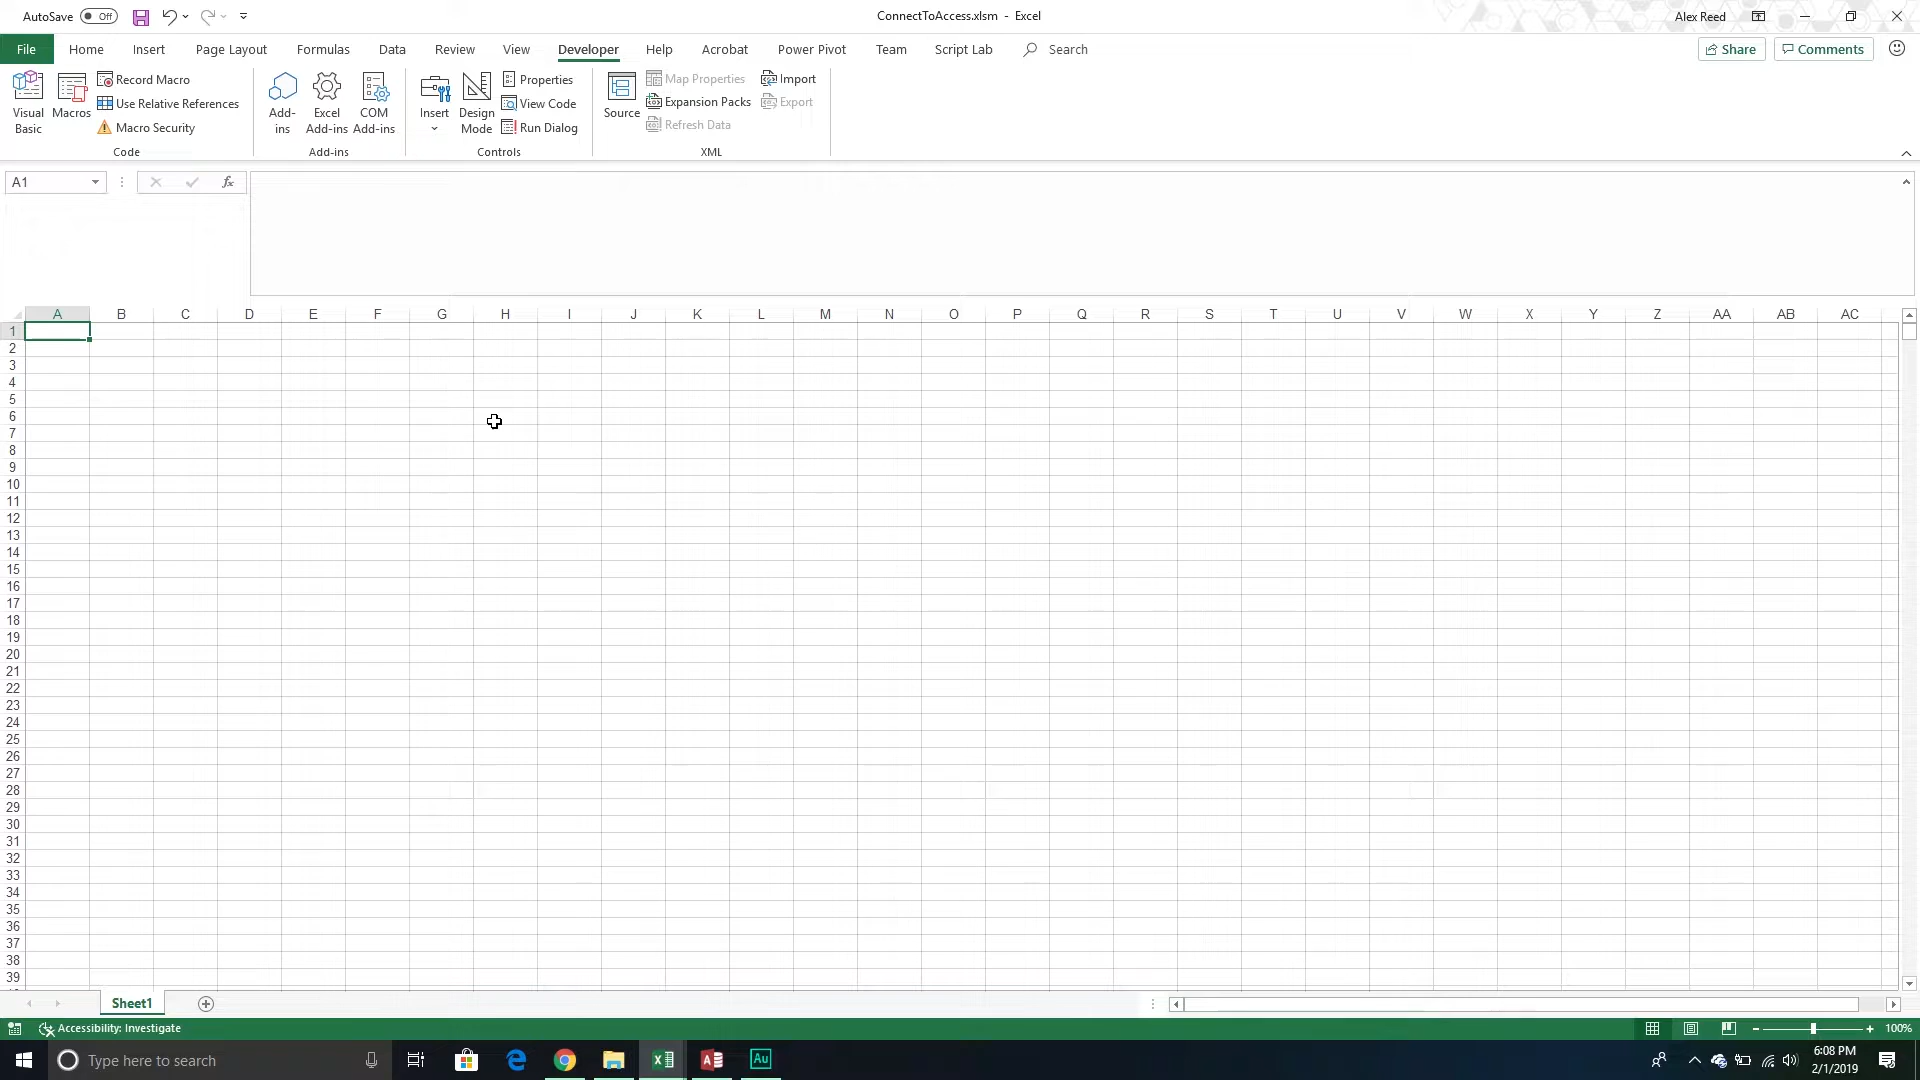 AutoSave Off
ConnectToAccess.xlsm - Excel
Alex Reed
File Home Insert Page Layout Formulas Data Review View Developer Help Acrobat Power Pivot Team Script Lab Search Share Comments
Visual Basic
Macros
Record Macro
Use Relative References
Macro Security
Code
Add-ins
Excel Add-ins
COM Add-ins
Add-ins
Insert
Design Mode
Properties
View Code
Run Dialog
Controls
Source
Map Properties
Expansion Packs
Refresh Data
Import
Export
XML
A1
fx
A B C D E F G H I J K L M N O P Q R S T U V W X Y Z AA AB AC
1
2
3
4
5
6
7
8
9
10
11
12
13
14
15
16
17
18
19
20
21
22
23
24
25
26
27
28
29
30
31
32
33
34
35
36
37
38
39
Sheet1
Accessibility: Investigate
100%
Type here to search
Au
6:08 PM
2/1/2019